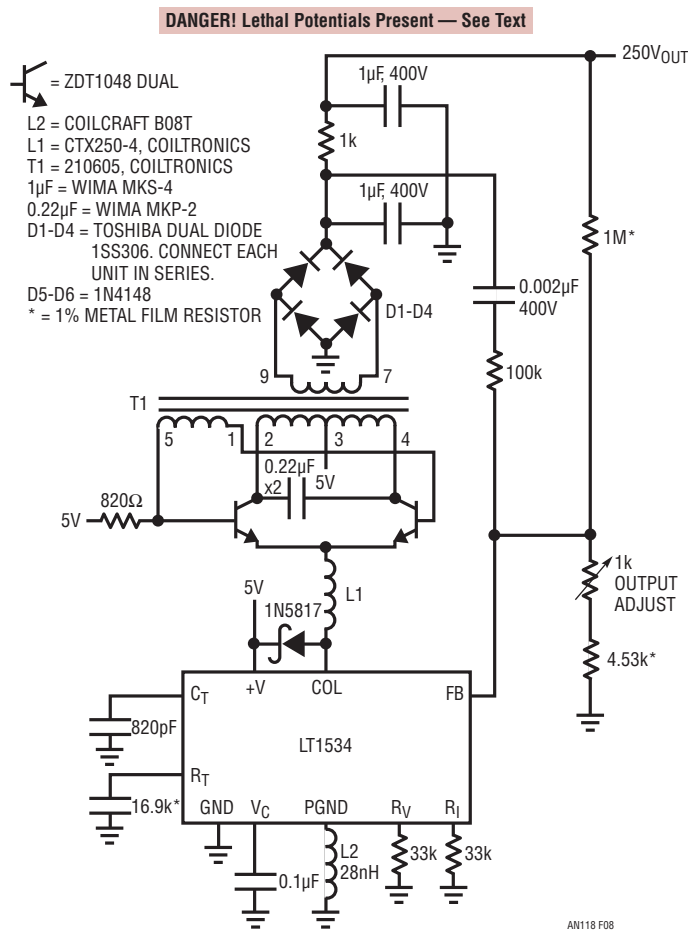 DANGER! Lethal Potentials Present — See Text
250VOUT
1µF, 400V
= ZDT1048 DUAL
L2 = COILCRAFT B08T
L1 = CTX250-4, COILTRONICS
T1 = 210605, COILTRONICS
1µF = WIMA MKS-4
0.22µF = WIMA MKP-2
D1-D4 = TOSHIBA DUAL DIODE
1SS306. CONNECT EACH
UNIT IN SERIES.
D5-D6 = 1N4148
* = 1% METAL FILM RESISTOR
1k
1µF, 400V
1M*
0.002µF
400V
D1-D4
100k
9
7
T1
5
1
2
3
4
0.22µF
x2
5V
820Ω
5V
L1
5V
1N5817
1k
OUTPUT
ADJUST
4.53k*
+V
COL
FB
CT
820pF
LT1534
RT
16.9k*
GND
VC
PGND
RV
RI
L2
28nH
33k
33k
0.1µF
AN118 F08